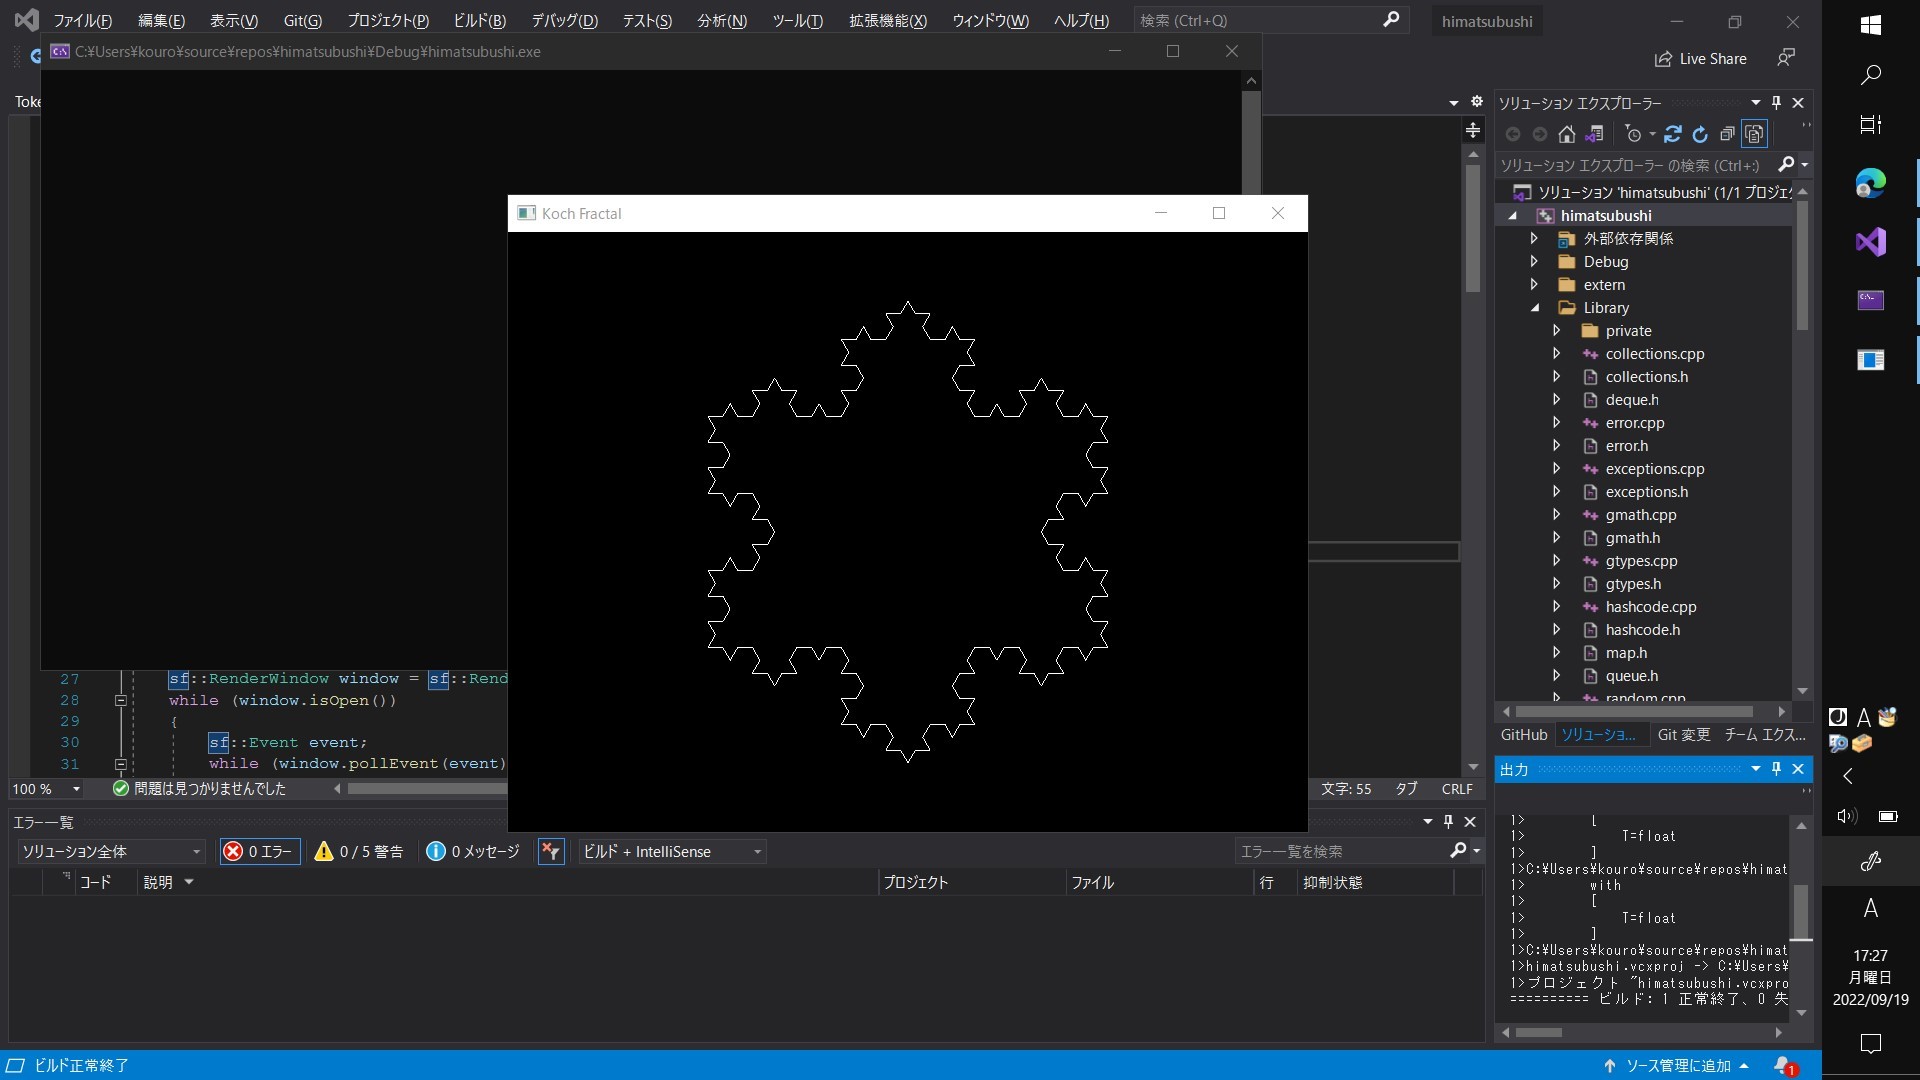 ファイル(F) 編集(E) 表示(V) Git(G) プロジェクト(P) ビルド(B) デバッグ(D) テスト(S) 分析(N) ツール(T) 拡張機能(X) ウィンドウ(W) ヘルプ(H) 検索 (Ctrl+Q) himatsubushi
C:¥Users¥kouro¥source¥repos¥himatsubushi¥Debug¥himatsubushi.exe
Live Share
Toke
ソリューション エクスプローラー
ソリューション エクスプローラー の検索 (Ctrl+:)
ソリューション 'himatsubushi' (1/1 プロジェク
himatsubushi
外部依存関係
Debug
extern
Library
private
collections.cpp
collections.h
deque.h
error.cpp
error.h
exceptions.cpp
exceptions.h
gmath.cpp
gmath.h
gtypes.cpp
gtypes.h
hashcode.cpp
hashcode.h
map.h
queue.h
random.cpp
GitHub ソリューショ... Git 変更 チーム エクス...
Koch Fractal
27 sf::RenderWindow window = sf::Rend
28 while (window.isOpen())
29 {
30 sf::Event event;
31 while (window.pollEvent(event)
100 % 問題は見つかりませんでした 文字: 55 タブ CRLF
エラー一覧
ソリューション全体 0 エラー 0 / 5 警告 0 メッセージ ビルド + IntelliSense エラー一覧を検索
コード 説明 プロジェクト ファイル 行 抑制状態
出力
1> [
1> T=float
1> ]
1>C:¥Users¥kouro¥source¥repos¥himat
1> with
1> [
1> T=float
1> ]
1>C:¥Users¥kouro¥source¥repos¥himat
1>himatsubushi.vcxproj -> C:¥Users¥
1>プロジェクト "himatsubushi.vcxpro
========== ビルド: 1 正常終了、0 失
ビルド正常終了 ソース管理に追加 1
A
A
17:27
月曜日
2022/09/19